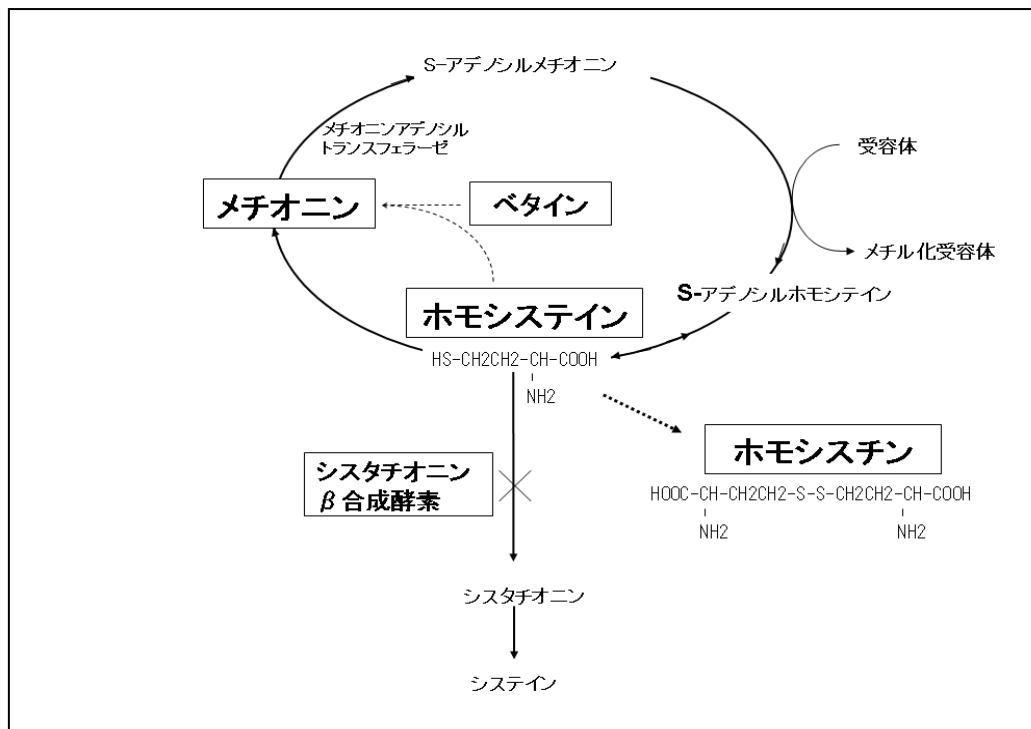 S-アデノシルメチオニン
メチオニンアデノシル
トランスフェラーゼ
受容体
メチオニン
ベタイン
メチル化受容体
S-アデノシルホモシテイン
ホモシステイン
HS-CH2CH2-CH-COOH
NH2
ホモシスチン
シスタチオニン
β合成酵素
HOOC-CH-CH2CH2-S-S-CH2CH2-CH-COOH
NH2 NH2
シスタチオニン
システイン